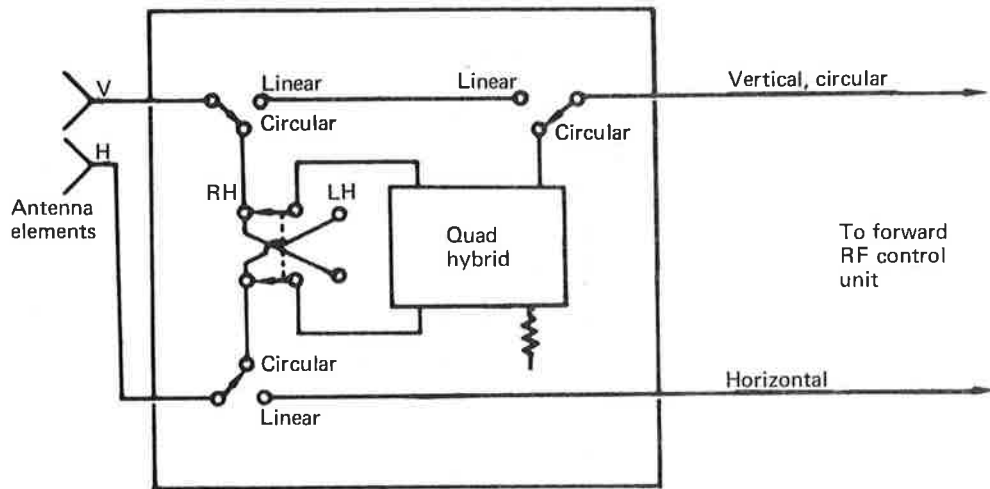 V
H
Antenna
elements
Linear
Circular
Linear
Circular
Vertical, circular
RH
LH
Quad
hybrid
To forward
RF control
unit
Circular
Linear
Horizontal